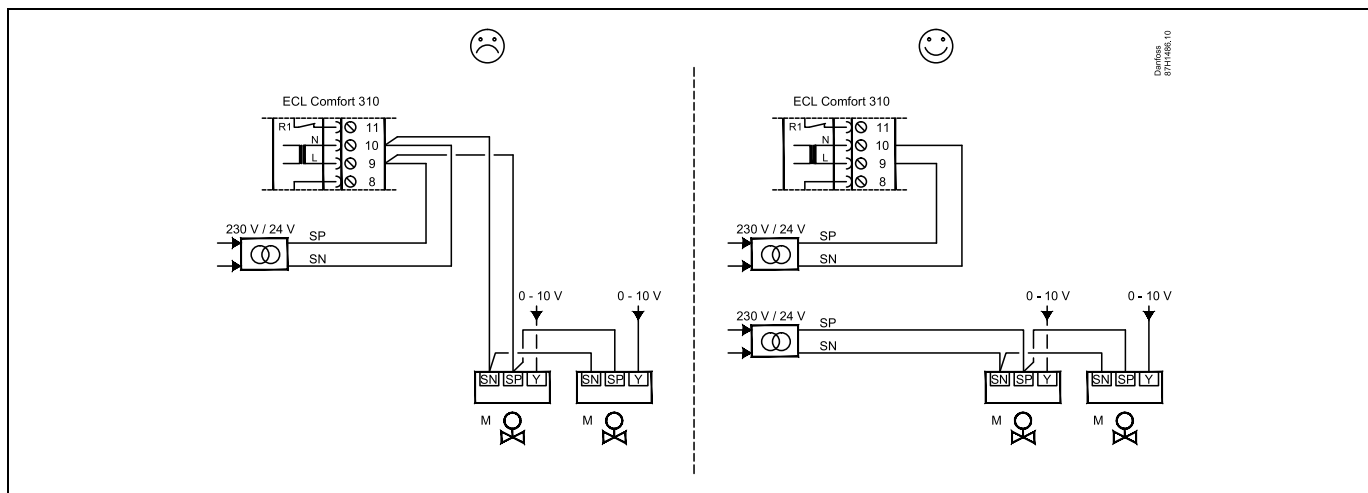 Danfoss
87H1486.10
ECL Comfort 310
R1
11
N
10
L
9
8
230 V / 24 V
SP
SN
0 - 10 V
0 - 10 V
SN SP Y
SN SP Y
M
M
ECL Comfort 310
R1
11
N
10
L
9
8
230 V / 24 V
SP
SN
230 V / 24 V
SP
SN
0 - 10 V
0 - 10 V
SN SP Y
SN SP Y
M
M